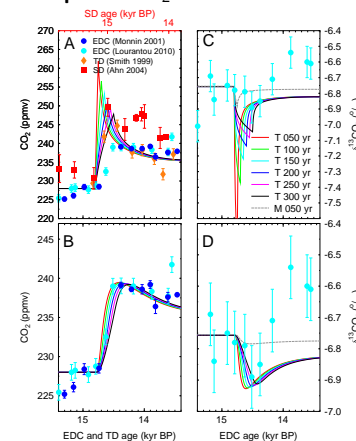 SD age (kyr BP)
15 14
A
EDC (Monnin 2001)
EDC (Lourantou 2010)
TD (Smith 1999)
SD (Ahn 2004)
CO2 (ppmv)
270
265
260
255
250
245
240
235
230
225
220
C
-6.4
-6.5
-6.6
-6.7
-6.8
-6.9
-7.0
-7.1
-7.2
-7.3
-7.4
-7.5
T 050 yr
T 100 yr
T 150 yr
T 200 yr
T 250 yr
T 300 yr
M 050 yr
B
CO2 (ppmv)
245
240
235
230
225
15 14
EDC and TD age (kyr BP)
D
-6.4
-6.5
-6.6
-6.7
-6.8
-6.9
-7.0
15 14
EDC age (kyr BP)